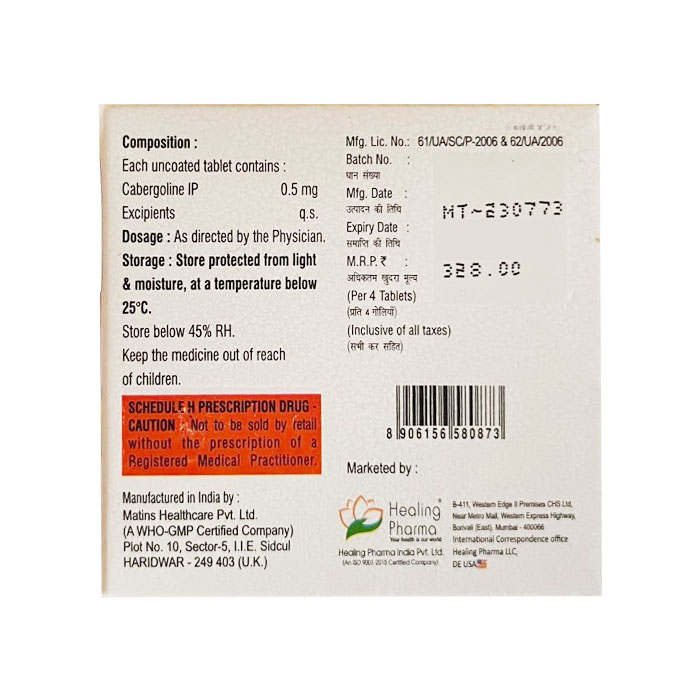 Composition :
Each uncoated tablet contains :
Cabergoline IP 0.5 mg
Excipients q.s.
Dosage : As directed by the Physician.
Storage : Store protected from light
& moisture, at a temperature below
25°C.
Store below 45% RH.
Keep the medicine out of reach
of children.
SCHEDULE H PRESCRIPTION DRUG -
CAUTION : Not to be sold by retail
without the prescription of a
Registered Medical Practitioner.
Manufactured in India by :
Matins Healthcare Pvt. Ltd.
(A WHO-GMP Certified Company)
Plot No. 10, Sector-5, I.I.E. Sidcul
HARIDWAR - 249 403 (U.K.)
Mfg. Lic. No.: 61/UA/SC/P-2006 & 62/UA/2006
Batch No. :
घान संख्या
Mfg. Date :
उत्पादन की तिथि
MT-230773
Expiry Date :
समाप्ति की तिथि
M.R.P. ₹ :
अधिकतम खुदरा मूल्य
328.00
(Per 4 Tablets)
(प्रति 4 गोलियाँ)
(Inclusive of all taxes)
(सभी कर सहित)
8 906156 580873
Marketed by :
Healing
Pharma
Your health is our world
Healing Pharma India Pvt. Ltd.
(An ISO 9001:2015 Certified Company)
B-411, Western Edge II Premises CHS Ltd,
Near Metro Mall, Western Express Highway,
Borivali (East), Mumbai - 400066
International Correspondence office
Healing Pharma LLC,
DE USA